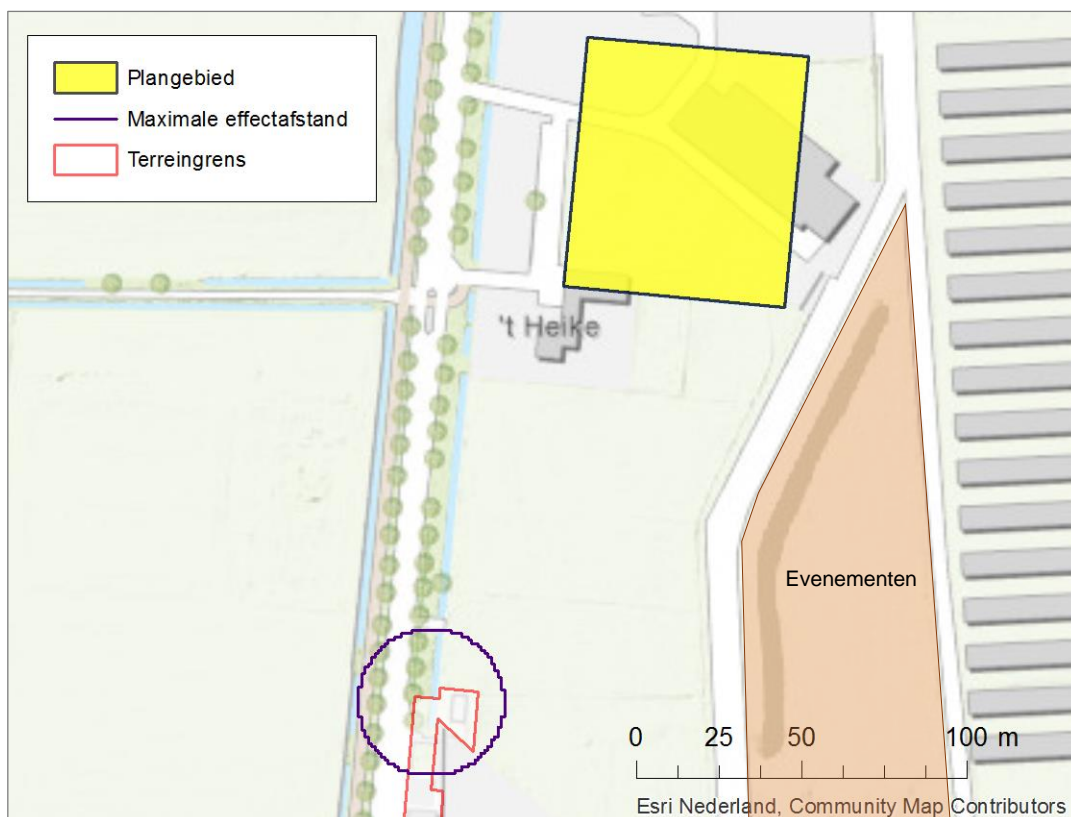 Plangebied
Maximale effectafstand
Terreingrens
't Heike
Evenementen
0 25 50 100 m
Esri Nederland, Community Map Contributors